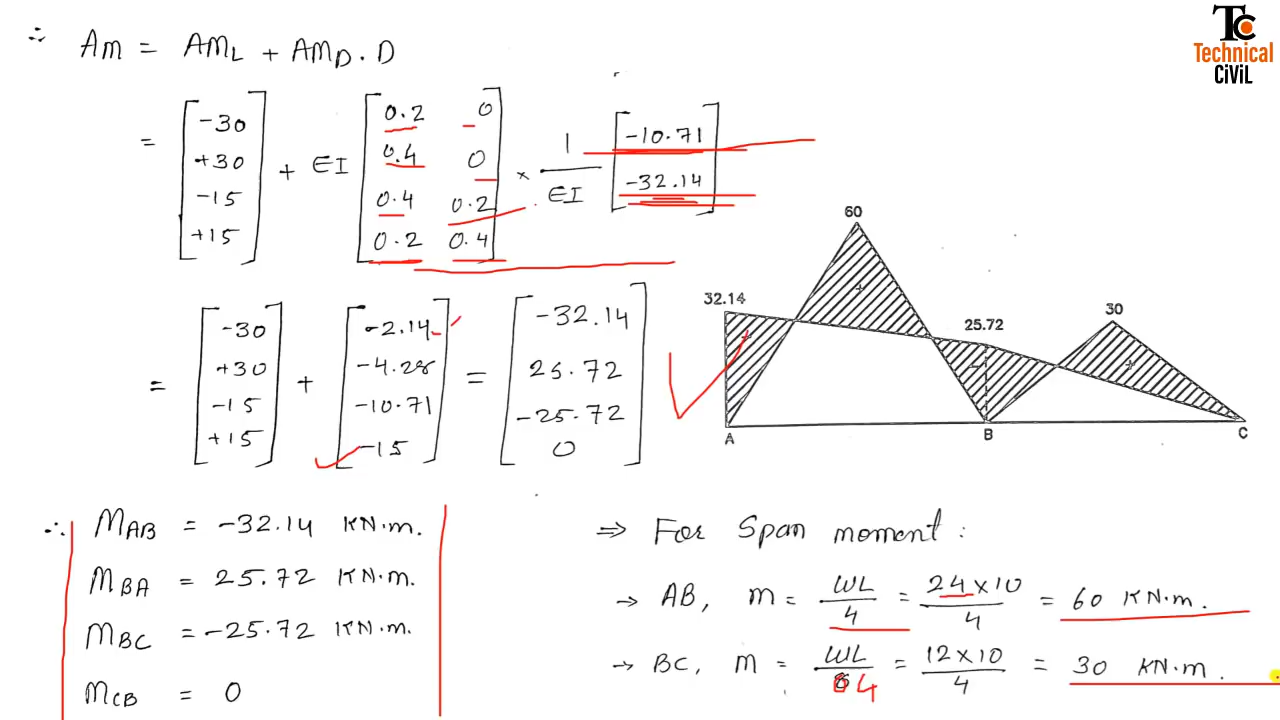 Technical
CiViL
∴ Am = AML + AMD . D
= [-30 +30 -15 +15] + EI [0.2 0 0.4 0 0.4 0.2 0.2 0.4] × 1/EI [-10.71 -32.14]
= [-30 +30 -15 +15] + [-2.14 -4.28 -10.71 -15] = [-32.14 25.72 -25.72 0]
60
32.14
25.72
30
A B C
∴ MAB = -32.14 KN.m.
MBA = 25.72 KN.m.
MBC = -25.72 KN.m.
MCB = 0
⇒ For Span moment :
→ AB, m = WL/4 = 24×10/4 = 60 KN.m.
→ BC, m = WL/4 = 12×10/4 = 30 KN.m.